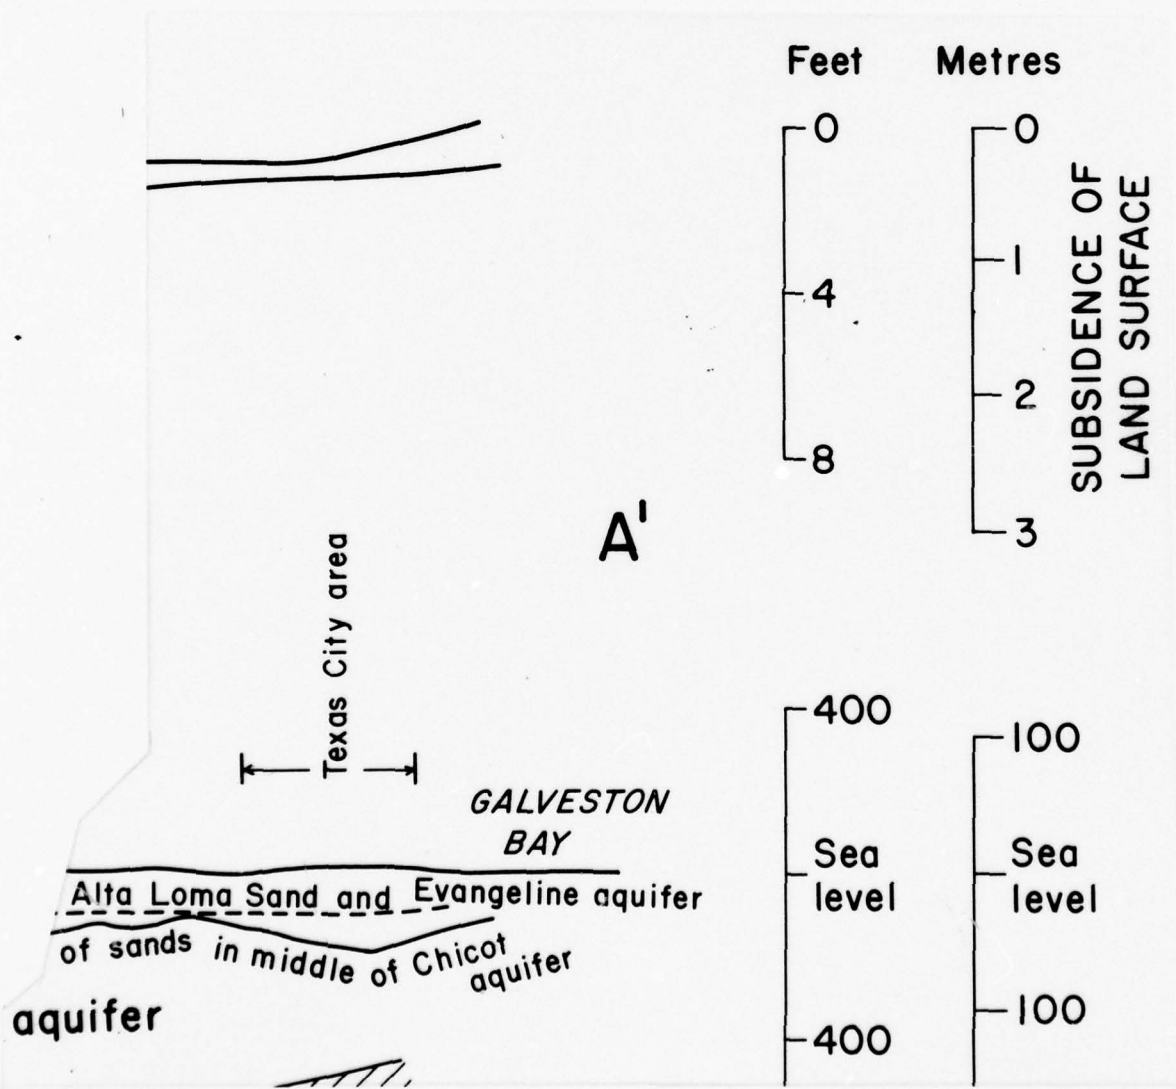 Feet
Metres
0
4
8
0
1
2
3
SUBSIDENCE OF
LAND SURFACE
A'
Texas City area
GALVESTON
BAY
Alta Loma Sand and Evangeline aquifer
of sands in middle of Chicot
aquifer
aquifer
400
Sea
level
400
100
Sea
level
100